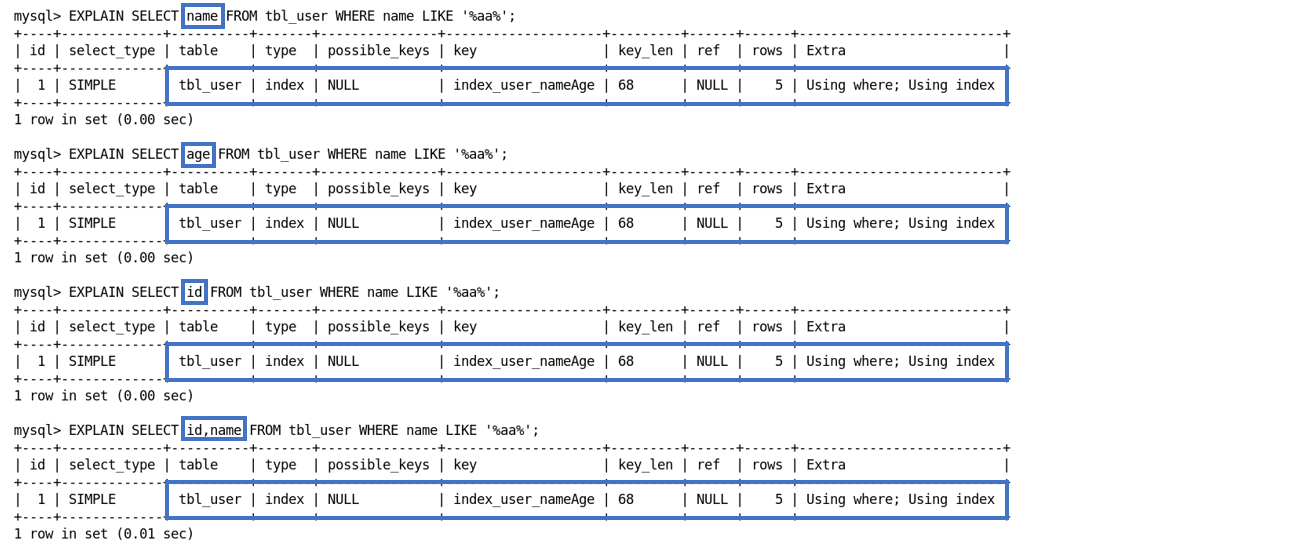 mysql> EXPLAIN SELECT name FROM tbl_user WHERE name LIKE '%aa%';
+----+-------------+----------+-------+---------------+--------------------+---------+------+------+--------------------------+
| id | select_type | table    | type  | possible_keys | key                | key_len | ref  | rows | Extra                    |
+----+-------------+----------+-------+---------------+--------------------+---------+------+------+--------------------------+
|  1 | SIMPLE      | tbl_user | index | NULL          | index_user_nameAge | 68      | NULL |    5 | Using where; Using index |
+----+-------------+----------+-------+---------------+--------------------+---------+------+------+--------------------------+
1 row in set (0.00 sec)
mysql> EXPLAIN SELECT age FROM tbl_user WHERE name LIKE '%aa%';
+----+-------------+----------+-------+---------------+--------------------+---------+------+------+--------------------------+
| id | select_type | table    | type  | possible_keys | key                | key_len | ref  | rows | Extra                    |
+----+-------------+----------+-------+---------------+--------------------+---------+------+------+--------------------------+
|  1 | SIMPLE      | tbl_user | index | NULL          | index_user_nameAge | 68      | NULL |    5 | Using where; Using index |
+----+-------------+----------+-------+---------------+--------------------+---------+------+------+--------------------------+
1 row in set (0.00 sec)
mysql> EXPLAIN SELECT id FROM tbl_user WHERE name LIKE '%aa%';
+----+-------------+----------+-------+---------------+--------------------+---------+------+------+--------------------------+
| id | select_type | table    | type  | possible_keys | key                | key_len | ref  | rows | Extra                    |
+----+-------------+----------+-------+---------------+--------------------+---------+------+------+--------------------------+
|  1 | SIMPLE      | tbl_user | index | NULL          | index_user_nameAge | 68      | NULL |    5 | Using where; Using index |
+----+-------------+----------+-------+---------------+--------------------+---------+------+------+--------------------------+
1 row in set (0.00 sec)
mysql> EXPLAIN SELECT id,name FROM tbl_user WHERE name LIKE '%aa%';
+----+-------------+----------+-------+---------------+--------------------+---------+------+------+--------------------------+
| id | select_type | table    | type  | possible_keys | key                | key_len | ref  | rows | Extra                    |
+----+-------------+----------+-------+---------------+--------------------+---------+------+------+--------------------------+
|  1 | SIMPLE      | tbl_user | index | NULL          | index_user_nameAge | 68      | NULL |    5 | Using where; Using index |
+----+-------------+----------+-------+---------------+--------------------+---------+------+------+--------------------------+
1 row in set (0.01 sec)